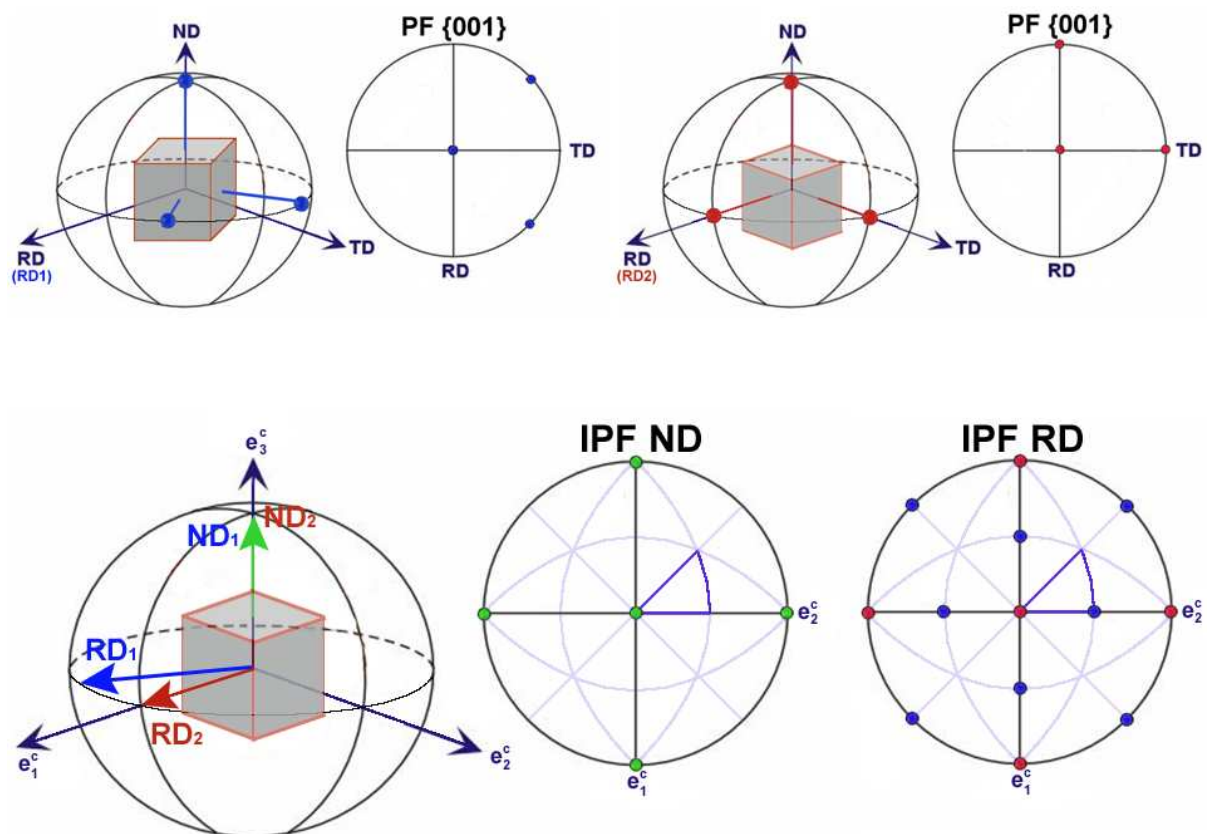 ND
PF {001}
TD
RD
RD
(RD1)
TD
ND
PF {001}
TD
RD
RD
(RD2)
TD
e₃ᶜ
ND₂
ND₁
RD₁
RD₂
e₁ᶜ
e₂ᶜ
IPF ND
e₂ᶜ
e₁ᶜ
IPF RD
e₂ᶜ
e₁ᶜ